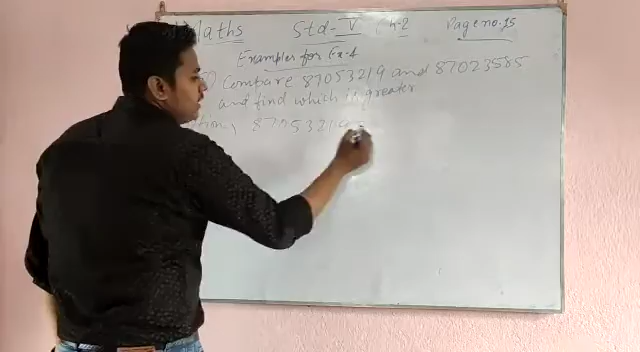 Maths Std-V Ch-2 Page no.15
Examples for Ex-4
Compare 87053219 and 87023585
and find which is greater
87053219